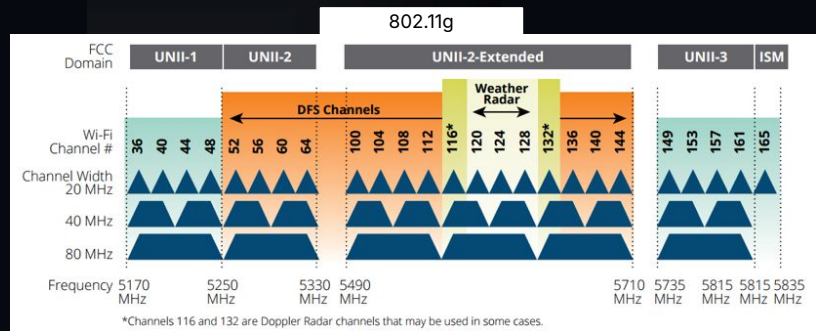 802.11g
FCC Domain UNII-1 UNII-2 UNII-2-Extended UNII-3 ISM
Weather Radar
DFS Channels
Wi-Fi Channel # 36 40 44 48 52 56 60 64 100 104 108 112 116* 120 124 128 132* 136 140 144 149 153 157 161 165
Channel Width
20 MHz
40 MHz
80 MHz
Frequency 5170 MHz 5250 MHz 5330 MHz 5490 MHz 5710 MHz 5735 MHz 5815 MHz 5815 MHz 5835 MHz
*Channels 116 and 132 are Doppler Radar channels that may be used in some cases.